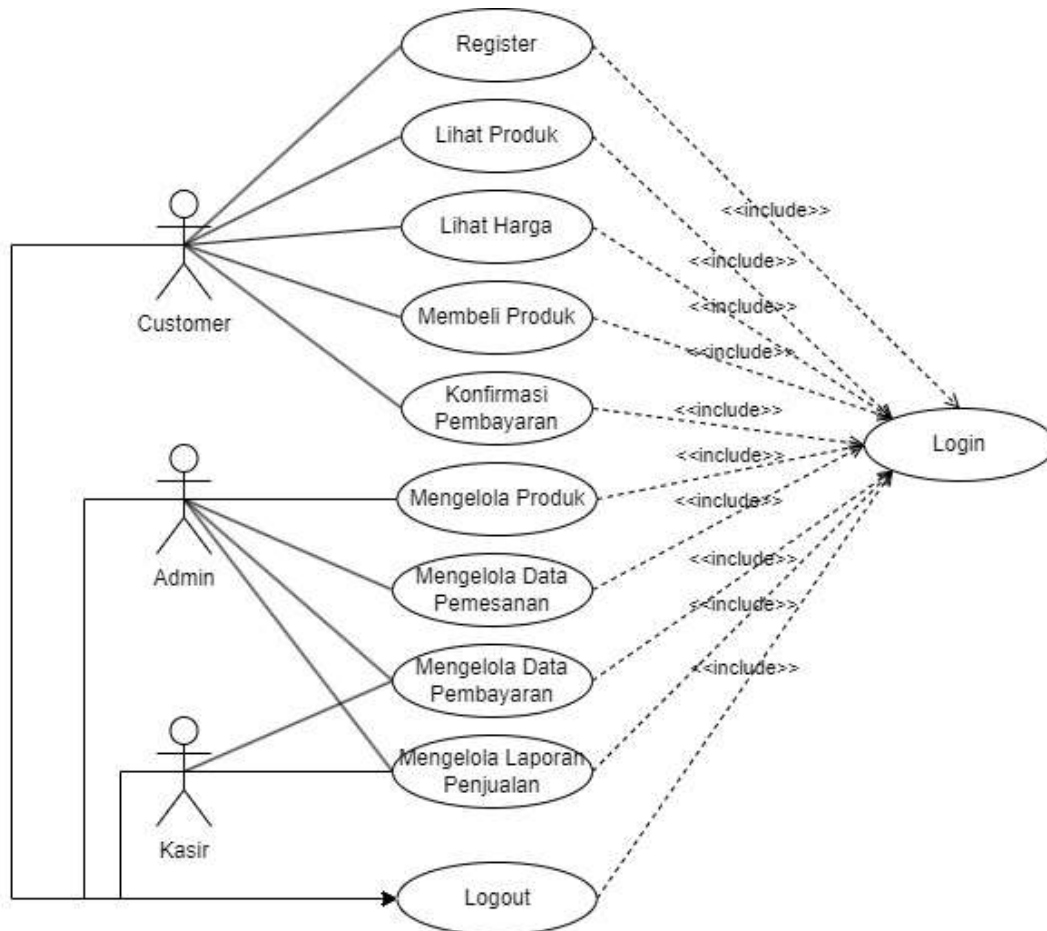 Register
Lihat Produk
<<include>>
Lihat Harga
<<include>>
<<include>>
Customer
Membeli Produk
<<include>>
Konfirmasi
Pembayaran
<<include>>
Login
<<include>>
Mengelola Produk
<<include>>
Admin
Mengelola Data
Pemesanan
<<include>>
Mengelola Data
Pembayaran
<<include>>
<<include>>
Kasir
Mengelola Laporan
Penjualan
Logout